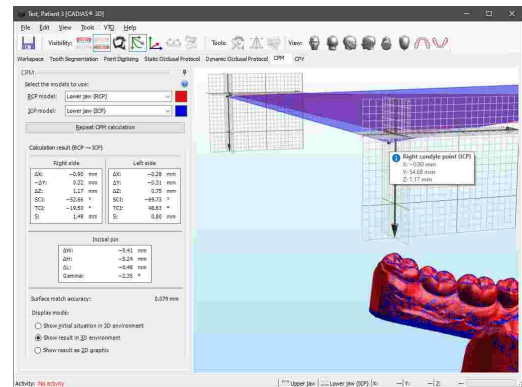 Test, Patient 3 [CADIAS® 3D]
File Edit View Tools VTO Help
Visibility: Tools: View:
Workspace Tooth Segmentation Point Digitizing Static Occlusal Protocol Dynamic Occlusal Protocol CPM CPV
CPM
Select the models to use:
RCP model: Lower jaw (RCP)
ICP model: Lower jaw (ICP)
Repeat CPM calculation
Calculation result (RCP → ICP)
Right side Left side
ΔX: -0.90 mm ΔX: -0.28 mm
-ΔY: 0.32 mm ΔY: -0.31 mm
ΔZ: 1.17 mm ΔZ: 0.75 mm
SCI: -52.66 ° SCI: -69.73 °
TCI: -19.50 ° TCI: -48.63 °
S: 1.48 mm S: 0.80 mm
Incisal pin
ΔW: -0.41 mm
ΔH: -5.24 mm
ΔL: -0.48 mm
Gamma: -2.35 °
Surface match accuracy: 0.079 mm
Display mode:
Show initial situation in 3D environment
Show result in 3D environment
Show result as 2D graphic
Right condyle point (ICP)
X: -0.90 mm
Y: 54.68 mm
Z: 1.17 mm
Activity: No activity Upper jaw Lower jaw (ICP) X: —| Y: —| Z: —